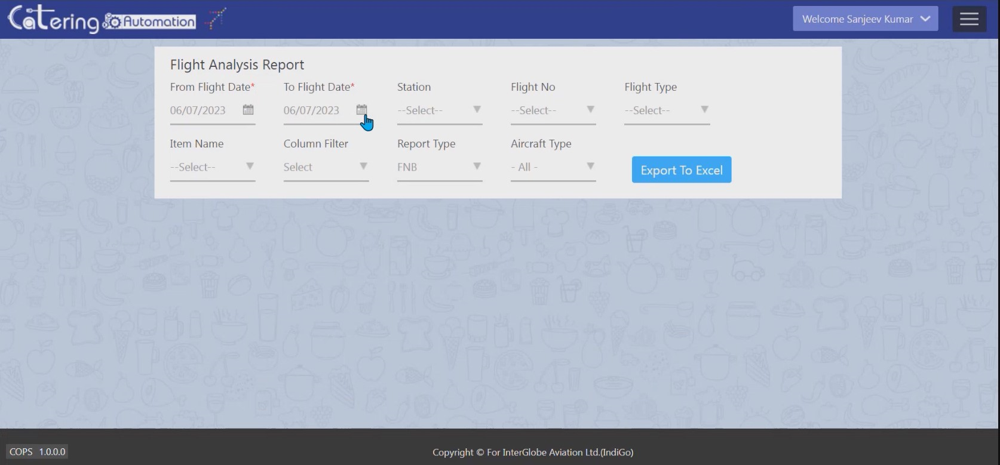 Catering Automation
Welcome Sanjeev Kumar
Flight Analysis Report
From Flight Date* To Flight Date* Station Flight No Flight Type
06/07/2023 06/07/2023 --Select-- --Select-- --Select--
Item Name Column Filter Report Type Aircraft Type
--Select-- Select FNB - All -
Export To Excel
COPS 1.0.0.0
Copyright © For InterGlobe Aviation Ltd.(IndiGo)